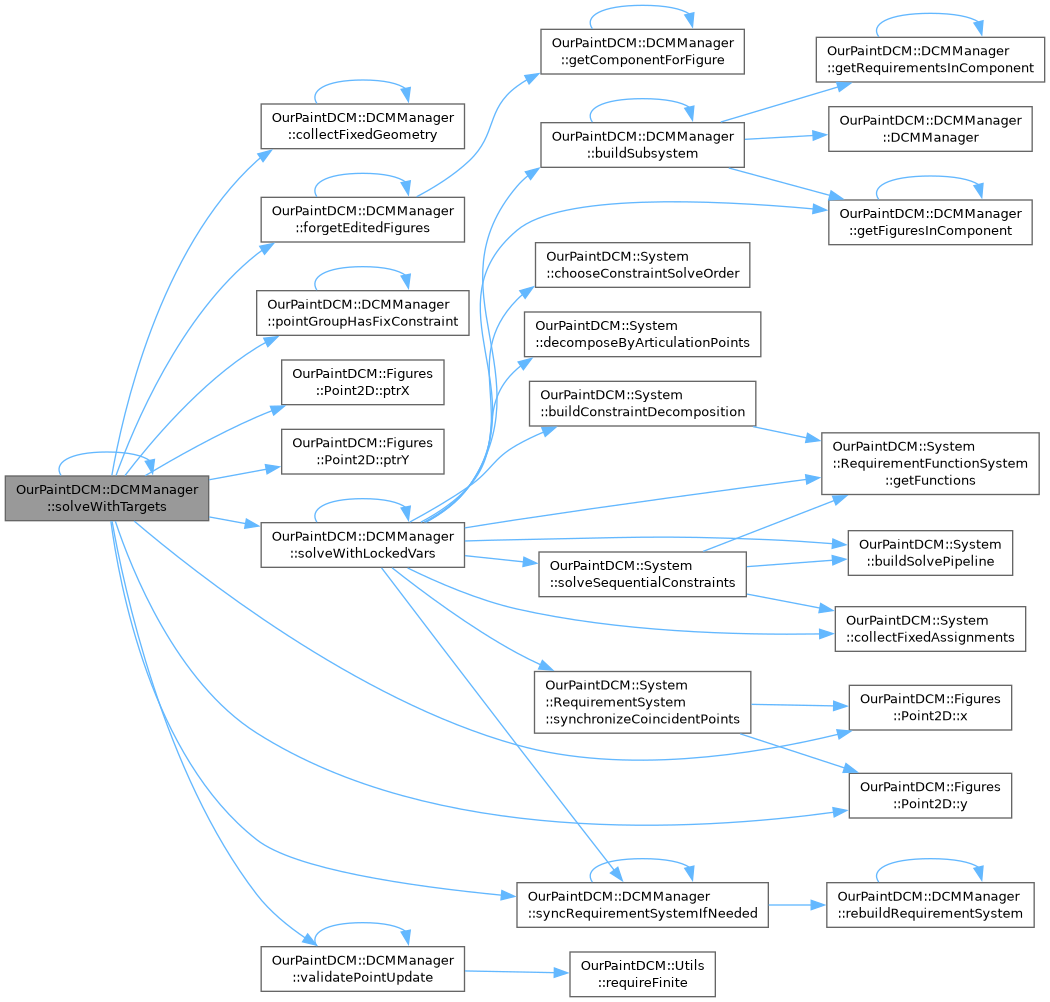 OurPaintDCM::DCMManager
::solveWithTargets
OurPaintDCM::DCMManager
::collectFixedGeometry
OurPaintDCM::DCMManager
::forgetEditedFigures
OurPaintDCM::DCMManager
::pointGroupHasFixConstraint
OurPaintDCM::Figures
::Point2D::ptrX
OurPaintDCM::Figures
::Point2D::ptrY
OurPaintDCM::DCMManager
::solveWithLockedVars
OurPaintDCM::DCMManager
::validatePointUpdate
OurPaintDCM::DCMManager
::getComponentForFigure
OurPaintDCM::DCMManager
::buildSubsystem
OurPaintDCM::System
::chooseConstraintSolveOrder
OurPaintDCM::System
::decomposeByArticulationPoints
OurPaintDCM::System
::buildConstraintDecomposition
OurPaintDCM::System
::solveSequentialConstraints
OurPaintDCM::System
::RequirementSystem
::synchronizeCoincidentPoints
OurPaintDCM::DCMManager
::syncRequirementSystemIfNeeded
OurPaintDCM::Utils
::requireFinite
OurPaintDCM::DCMManager
::getRequirementsInComponent
OurPaintDCM::DCMManager
::DCMManager
OurPaintDCM::DCMManager
::getFiguresInComponent
OurPaintDCM::System
::RequirementFunctionSystem
::getFunctions
OurPaintDCM::System
::buildSolvePipeline
OurPaintDCM::System
::collectFixedAssignments
OurPaintDCM::Figures
::Point2D::x
OurPaintDCM::Figures
::Point2D::y
OurPaintDCM::DCMManager
::rebuildRequirementSystem